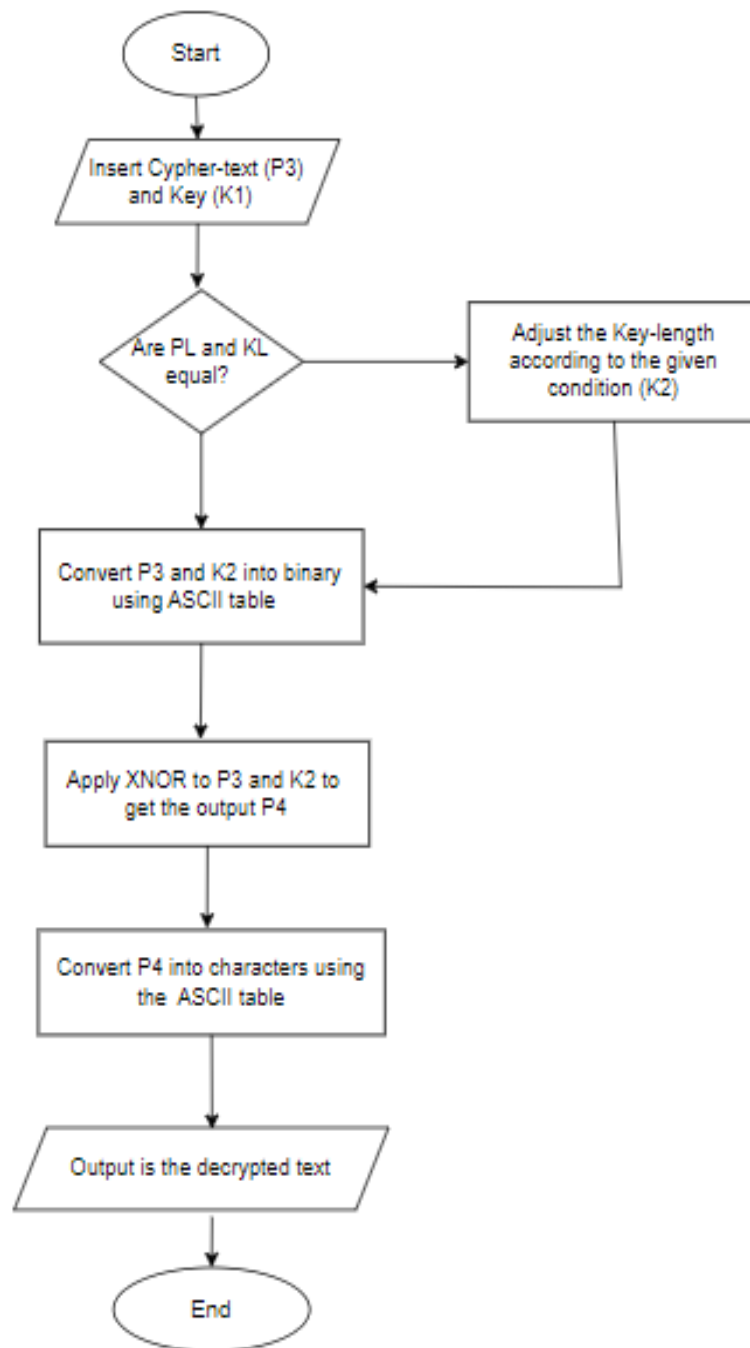 Start
Insert Cypher-text (P3)
and Key (K1)
Are PL and KL
equal?
Adjust the Key-length
according to the given
condition (K2)
Convert P3 and K2 into binary
using ASCII table
Apply XNOR to P3 and K2 to
get the output P4
Convert P4 into characters using
the ASCII table
Output is the decrypted text
End